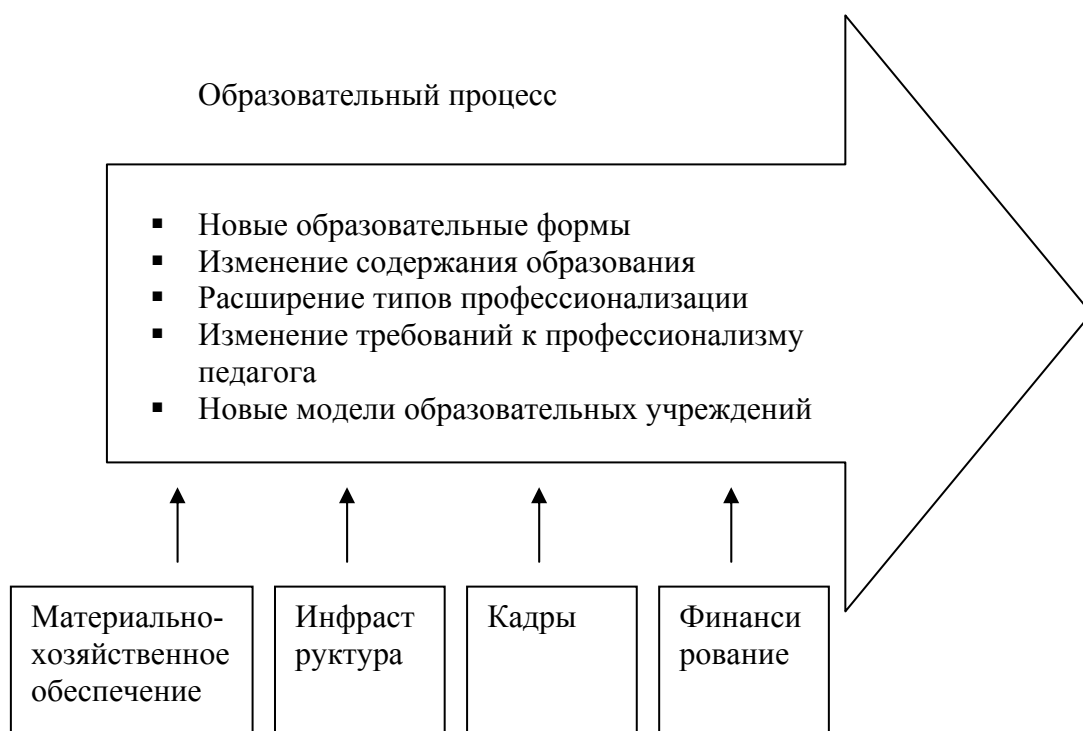 Образовательный процесс
▪ Новые образовательные формы
▪ Изменение содержания образования
▪ Расширение типов профессионализации
▪ Изменение требований к профессионализму
педагога
▪ Новые модели образовательных учреждений
Материально-
хозяйственное
обеспечение
Инфраст
руктура
Кадры
Финанси
рование